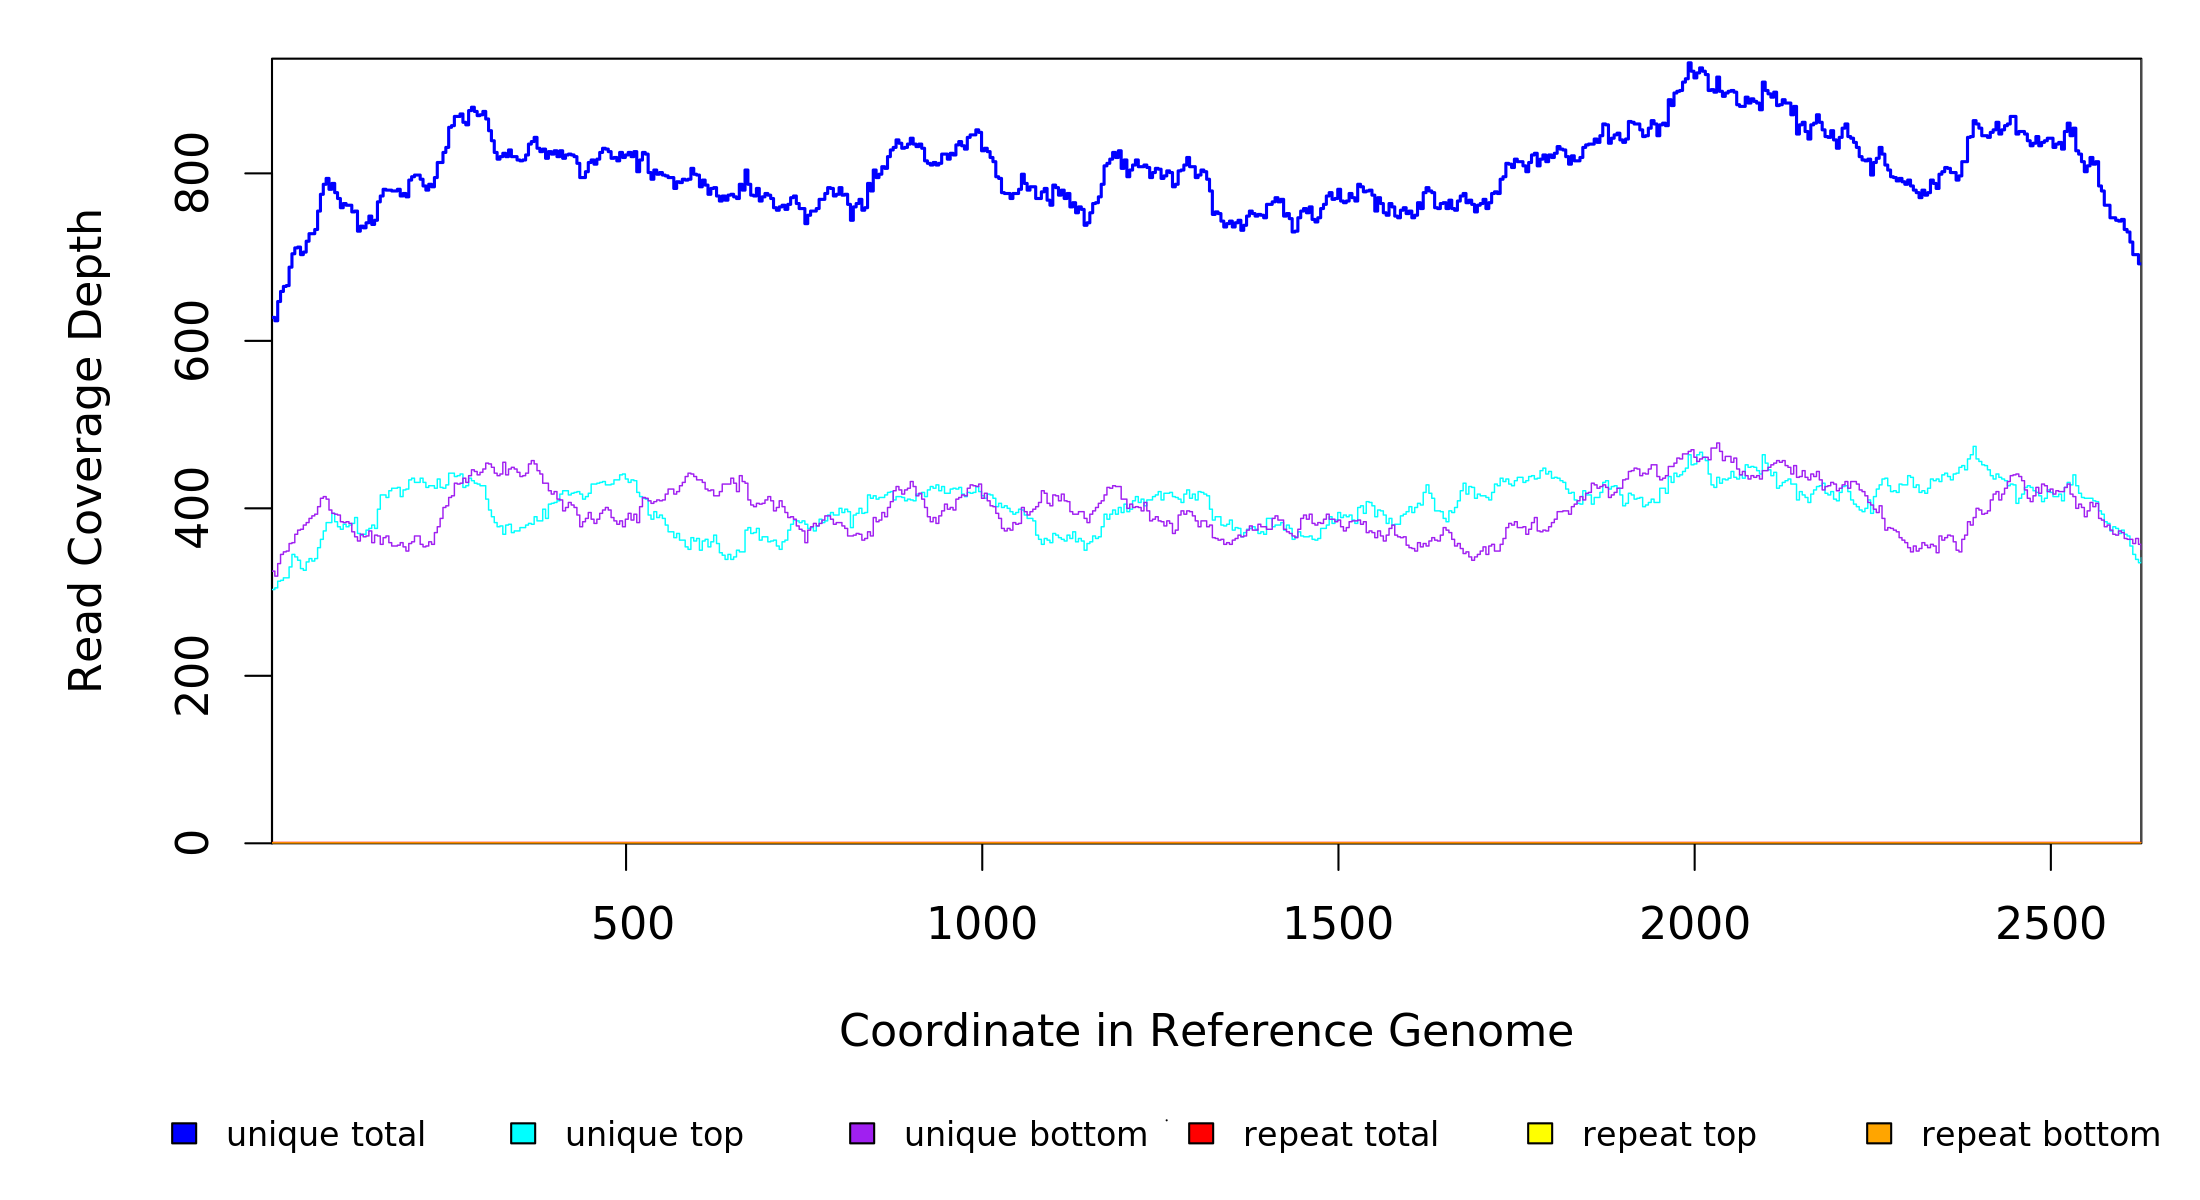 Read Coverage Depth
800
600
400
200
0
500 1000 1500 2000 2500
Coordinate in Reference Genome
unique total unique top unique bottom repeat total repeat top repeat bottom